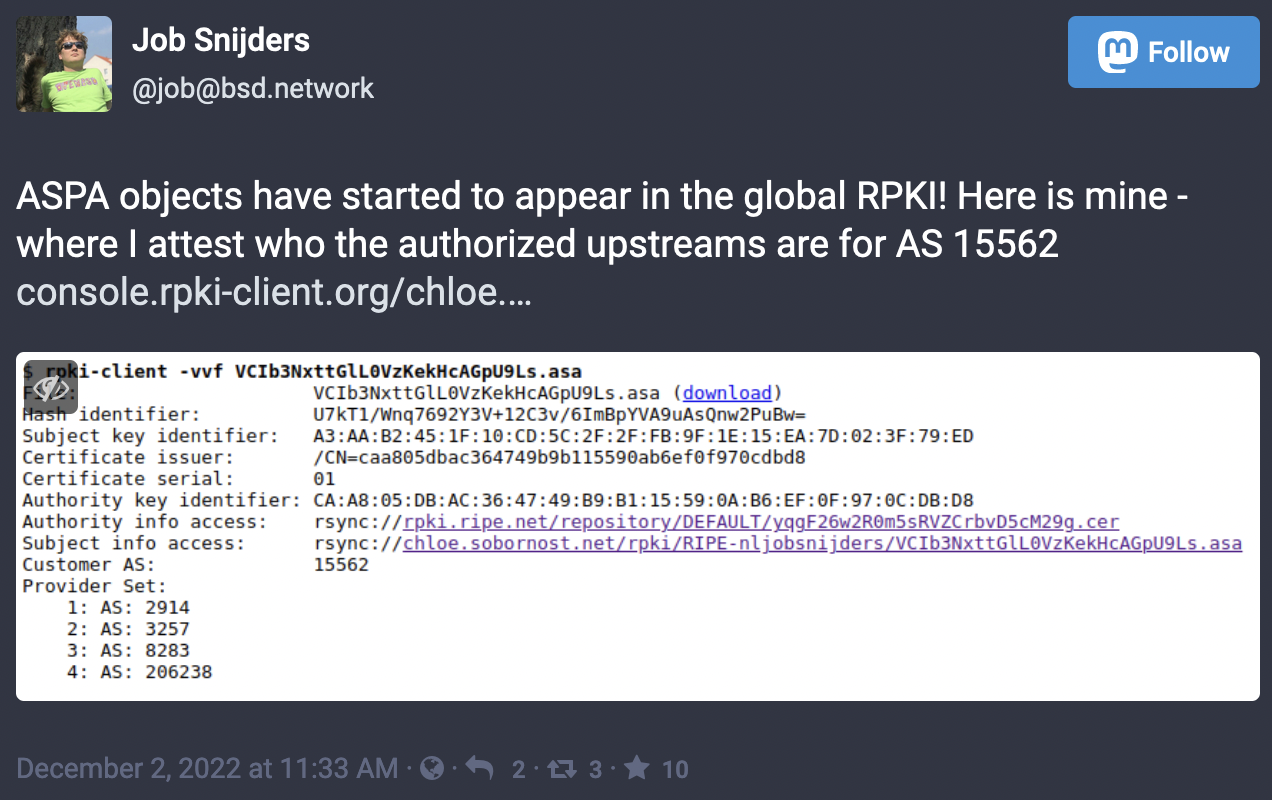 Job Snijders
@job@bsd.network
Follow
ASPA objects have started to appear in the global RPKI! Here is mine -
where I attest who the authorized upstreams are for AS 15562
console.rpki-client.org/chloe.…
$ rpki-client -vvf VCIb3NxttGlL0VzKekHcAGpU9Ls.asa
VCIb3NxttGlL0VzKekHcAGpU9Ls.asa (download)
Hash identifier: U7kT1/Wnq7692Y3V+12C3v/6ImBpYVA9uAsQnw2PuBw=
Subject key identifier: A3:AA:B2:45:1F:10:CD:5C:2F:2F:FB:9F:1E:15:EA:7D:02:3F:79:ED
Certificate issuer: /CN=caa805dbac364749b9b115590ab6ef0f970cdbd8
Certificate serial: 01
Authority key identifier: CA:A8:05:DB:AC:36:47:49:B9:B1:15:59:0A:B6:EF:0F:97:0C:DB:D8
Authority info access: rsync://rpki.ripe.net/repository/DEFAULT/yqgF26w2R0m5sRVZCrbvD5cM29g.cer
Subject info access: rsync://chloe.sobornost.net/rpki/RIPE-nljobsnijders/VCIb3NxttGlL0VzKekHcAGpU9Ls.asa
Customer AS: 15562
Provider Set:
1: AS: 2914
2: AS: 3257
3: AS: 8283
4: AS: 206238
December 2, 2022 at 11:33 AM · · 2 · 3 · 10